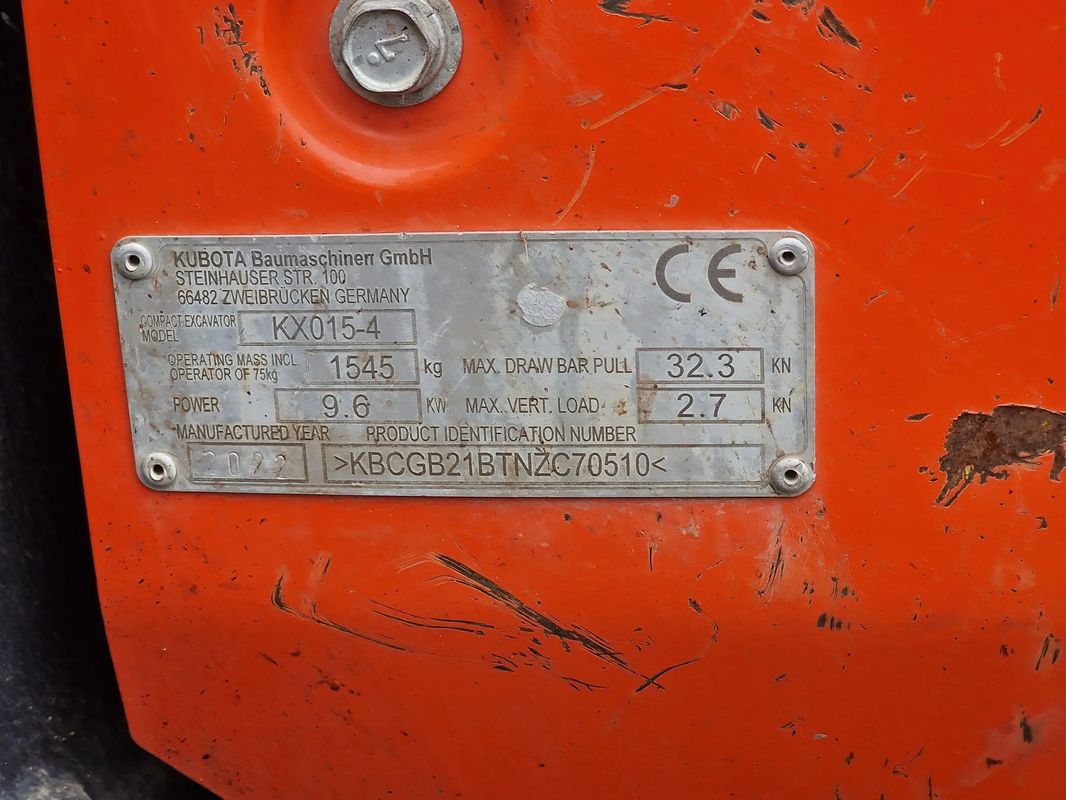 KUBOTA Baumaschinen GmbH
STEINHAUSER STR. 100
66482 ZWEIBRÜCKEN GERMANY
CE
COMPACT EXCAVATOR MODEL KX015-4
OPERATING MASS INCL. OPERATOR OF 75kg 1545 kg MAX. DRAW BAR PULL 32.3 KN
POWER 9.6 KW MAX. VERT. LOAD 2.7 KN
MANUFACTURED YEAR PRODUCT IDENTIFICATION NUMBER
2022 >KBCGB21BTNZC70510<